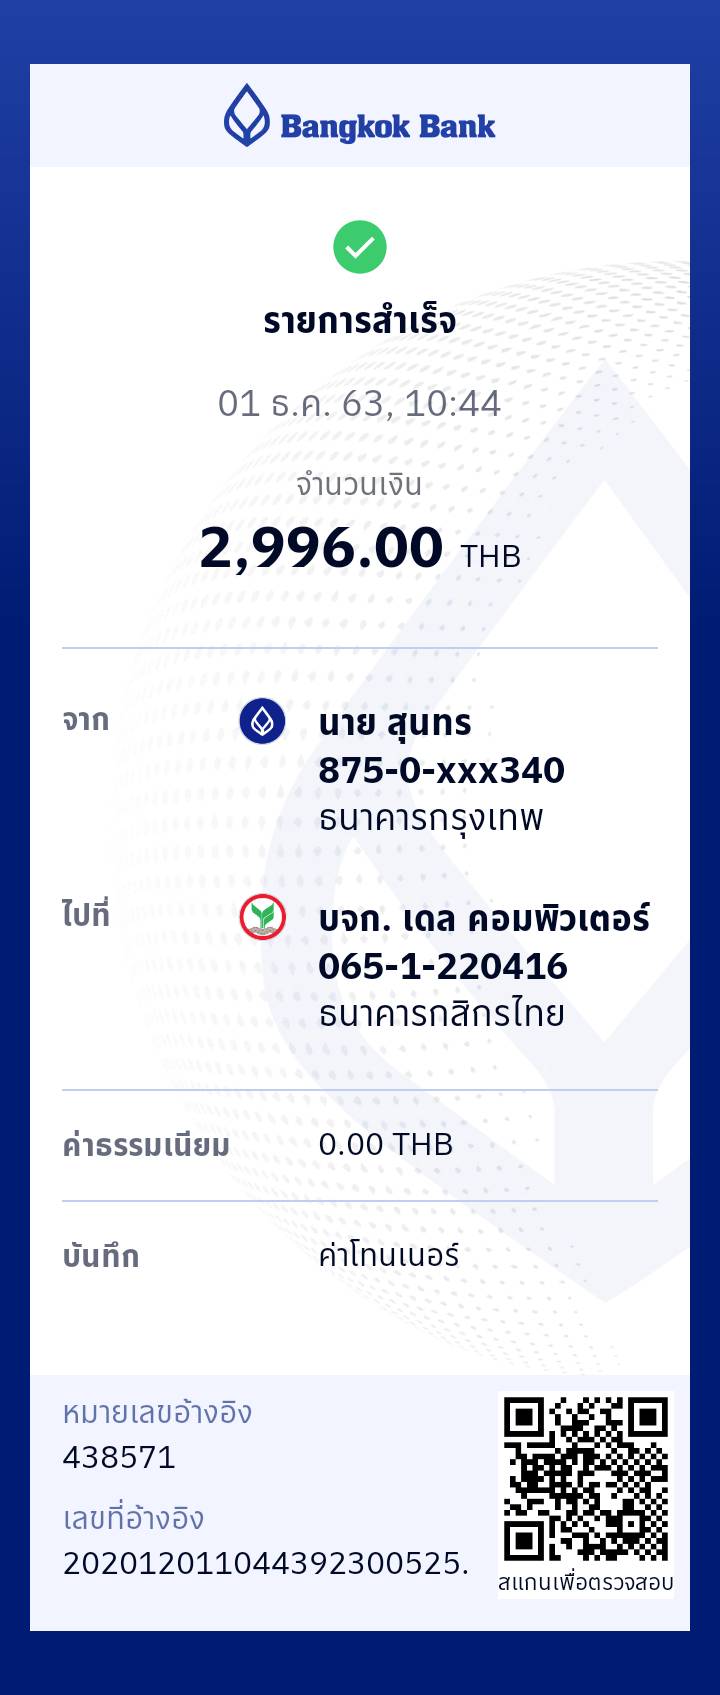 Bangkok Bank
รายการสำเร็จ
01 ธ.ค. 63, 10:44
จำนวนเงิน
2,996.00 THB
จาก
นาย สุนทร
875-0-xxx340
ธนาคารกรุงเทพ
ไปที่
บจก. เดล คอมพิวเตอร์
065-1-220416
ธนาคารกสิกรไทย
ค่าธรรมเนียม 0.00 THB
บันทึก ค่าโทนเนอร์
หมายเลขอ้างอิง
438571
เลขที่อ้างอิง
202012011044392300525.
สแกนเพื่อตรวจสอบ